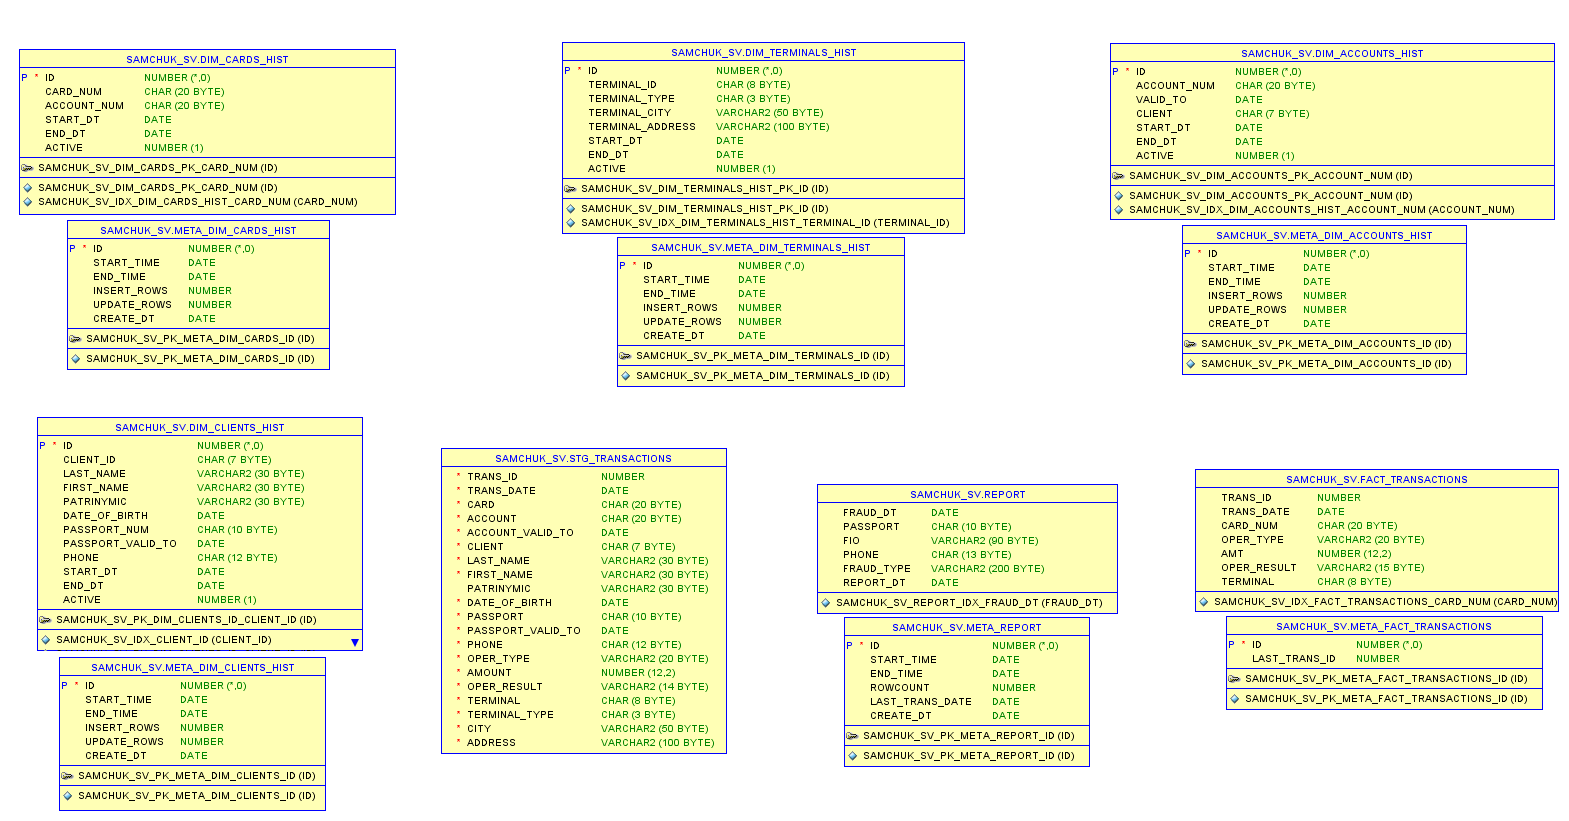 SAMCHUK_SV.DIM_CARDS_HIST
P * ID NUMBER (*,0)
CARD_NUM CHAR (20 BYTE)
ACCOUNT_NUM CHAR (20 BYTE)
START_DT DATE
END_DT DATE
ACTIVE NUMBER (1)
SAMCHUK_SV_DIM_CARDS_PK_CARD_NUM (ID)
SAMCHUK_SV_DIM_CARDS_PK_CARD_NUM (ID)
SAMCHUK_SV_IDX_DIM_CARDS_HIST_CARD_NUM (CARD_NUM)
SAMCHUK_SV.META_DIM_CARDS_HIST
P * ID NUMBER (*,0)
START_TIME DATE
END_TIME DATE
INSERT_ROWS NUMBER
UPDATE_ROWS NUMBER
CREATE_DT DATE
SAMCHUK_SV_PK_META_DIM_CARDS_ID (ID)
SAMCHUK_SV_PK_META_DIM_CARDS_ID (ID)
SAMCHUK_SV.DIM_TERMINALS_HIST
P * ID NUMBER (*,0)
TERMINAL_ID CHAR (8 BYTE)
TERMINAL_TYPE CHAR (3 BYTE)
TERMINAL_CITY VARCHAR2 (50 BYTE)
TERMINAL_ADDRESS VARCHAR2 (100 BYTE)
START_DT DATE
END_DT DATE
ACTIVE NUMBER (1)
SAMCHUK_SV_DIM_TERMINALS_HIST_PK_ID (ID)
SAMCHUK_SV_DIM_TERMINALS_HIST_PK_ID (ID)
SAMCHUK_SV_IDX_DIM_TERMINALS_HIST_TERMINAL_ID (TERMINAL_ID)
SAMCHUK_SV.META_DIM_TERMINALS_HIST
P * ID NUMBER (*,0)
START_TIME DATE
END_TIME DATE
INSERT_ROWS NUMBER
UPDATE_ROWS NUMBER
CREATE_DT DATE
SAMCHUK_SV_PK_META_DIM_TERMINALS_ID (ID)
SAMCHUK_SV_PK_META_DIM_TERMINALS_ID (ID)
SAMCHUK_SV.DIM_ACCOUNTS_HIST
P * ID NUMBER (*,0)
ACCOUNT_NUM CHAR (20 BYTE)
VALID_TO DATE
CLIENT CHAR (7 BYTE)
START_DT DATE
END_DT DATE
ACTIVE NUMBER (1)
SAMCHUK_SV_DIM_ACCOUNTS_PK_ACCOUNT_NUM (ID)
SAMCHUK_SV_DIM_ACCOUNTS_PK_ACCOUNT_NUM (ID)
SAMCHUK_SV_IDX_DIM_ACCOUNTS_HIST_ACCOUNT_NUM (ACCOUNT_NUM)
SAMCHUK_SV.META_DIM_ACCOUNTS_HIST
P * ID NUMBER (*,0)
START_TIME DATE
END_TIME DATE
INSERT_ROWS NUMBER
UPDATE_ROWS NUMBER
CREATE_DT DATE
SAMCHUK_SV_PK_META_DIM_ACCOUNTS_ID (ID)
SAMCHUK_SV_PK_META_DIM_ACCOUNTS_ID (ID)
SAMCHUK_SV.DIM_CLIENTS_HIST
P * ID NUMBER (*,0)
CLIENT_ID CHAR (7 BYTE)
LAST_NAME VARCHAR2 (30 BYTE)
FIRST_NAME VARCHAR2 (30 BYTE)
PATRINYMIC VARCHAR2 (30 BYTE)
DATE_OF_BIRTH DATE
PASSPORT_NUM CHAR (10 BYTE)
PASSPORT_VALID_TO DATE
PHONE CHAR (12 BYTE)
START_DT DATE
END_DT DATE
ACTIVE NUMBER (1)
SAMCHUK_SV_PK_DIM_CLIENTS_ID_CLIENT_ID (ID)
SAMCHUK_SV_IDX_CLIENT_ID (CLIENT_ID)
SAMCHUK_SV.META_DIM_CLIENTS_HIST
P * ID NUMBER (*,0)
START_TIME DATE
END_TIME DATE
INSERT_ROWS NUMBER
UPDATE_ROWS NUMBER
CREATE_DT DATE
SAMCHUK_SV_PK_META_DIM_CLIENTS_ID (ID)
SAMCHUK_SV_PK_META_DIM_CLIENTS_ID (ID)
SAMCHUK_SV.STG_TRANSACTIONS
* TRANS_ID NUMBER
* TRANS_DATE DATE
* CARD CHAR (20 BYTE)
* ACCOUNT CHAR (20 BYTE)
* ACCOUNT_VALID_TO DATE
* CLIENT CHAR (7 BYTE)
* LAST_NAME VARCHAR2 (30 BYTE)
* FIRST_NAME VARCHAR2 (30 BYTE)
PATRINYMIC VARCHAR2 (30 BYTE)
* DATE_OF_BIRTH DATE
* PASSPORT CHAR (10 BYTE)
* PASSPORT_VALID_TO DATE
* PHONE CHAR (12 BYTE)
* OPER_TYPE VARCHAR2 (20 BYTE)
* AMOUNT NUMBER (12,2)
* OPER_RESULT VARCHAR2 (14 BYTE)
* TERMINAL CHAR (8 BYTE)
* TERMINAL_TYPE CHAR (3 BYTE)
* CITY VARCHAR2 (50 BYTE)
* ADDRESS VARCHAR2 (100 BYTE)
SAMCHUK_SV.REPORT
FRAUD_DT DATE
PASSPORT CHAR (10 BYTE)
FIO VARCHAR2 (90 BYTE)
PHONE CHAR (13 BYTE)
FRAUD_TYPE VARCHAR2 (200 BYTE)
REPORT_DT DATE
SAMCHUK_SV_REPORT_IDX_FRAUD_DT (FRAUD_DT)
SAMCHUK_SV.META_REPORT
P * ID NUMBER (*,0)
START_TIME DATE
END_TIME DATE
ROWCOUNT NUMBER
LAST_TRANS_DATE DATE
CREATE_DT DATE
SAMCHUK_SV_PK_META_REPORT_ID (ID)
SAMCHUK_SV_PK_META_REPORT_ID (ID)
SAMCHUK_SV.FACT_TRANSACTIONS
TRANS_ID NUMBER
TRANS_DATE DATE
CARD_NUM CHAR (20 BYTE)
OPER_TYPE VARCHAR2 (20 BYTE)
AMT NUMBER (12,2)
OPER_RESULT VARCHAR2 (15 BYTE)
TERMINAL CHAR (8 BYTE)
SAMCHUK_SV_IDX_FACT_TRANSACTIONS_CARD_NUM (CARD_NUM)
SAMCHUK_SV.META_FACT_TRANSACTIONS
P * ID NUMBER (*,0)
LAST_TRANS_ID NUMBER
SAMCHUK_SV_PK_META_FACT_TRANSACTIONS_ID (ID)
SAMCHUK_SV_PK_META_FACT_TRANSACTIONS_ID (ID)